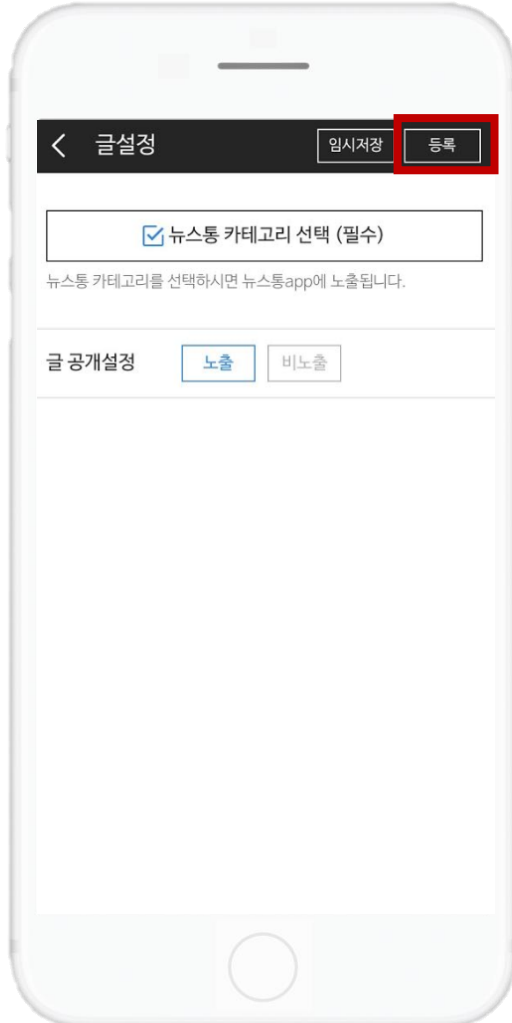 글설정 임시저장 등록
뉴스통 카테고리 선택 (필수)
뉴스통 카테고리를 선택하시면 뉴스통app에 노출됩니다.
글 공개설정 노출 비노출